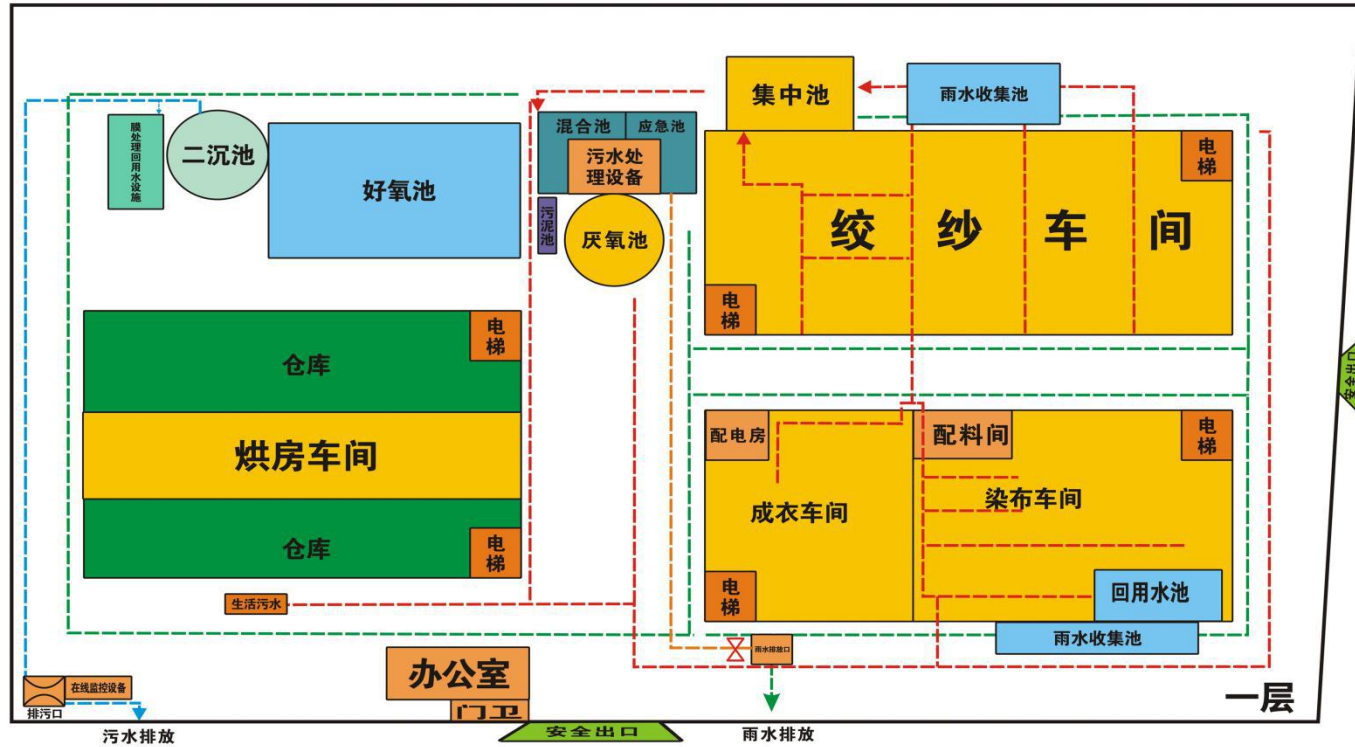 集中池
雨水收集池
混合池
应急池
污水处
理设备
膜处理回用水设施
二沉池
好氧池
污泥池
厌氧池
电梯
绞纱车间
电梯
安全出口
仓库
电梯
烘房车间
仓库
电梯
配电房
配料间
电梯
成衣车间
染布车间
电梯
回用水池
雨水收集池
生活污水
雨水排放口
办公室
门卫
在线监控设备
排污口
污水排放
安全出口
雨水排放
一层